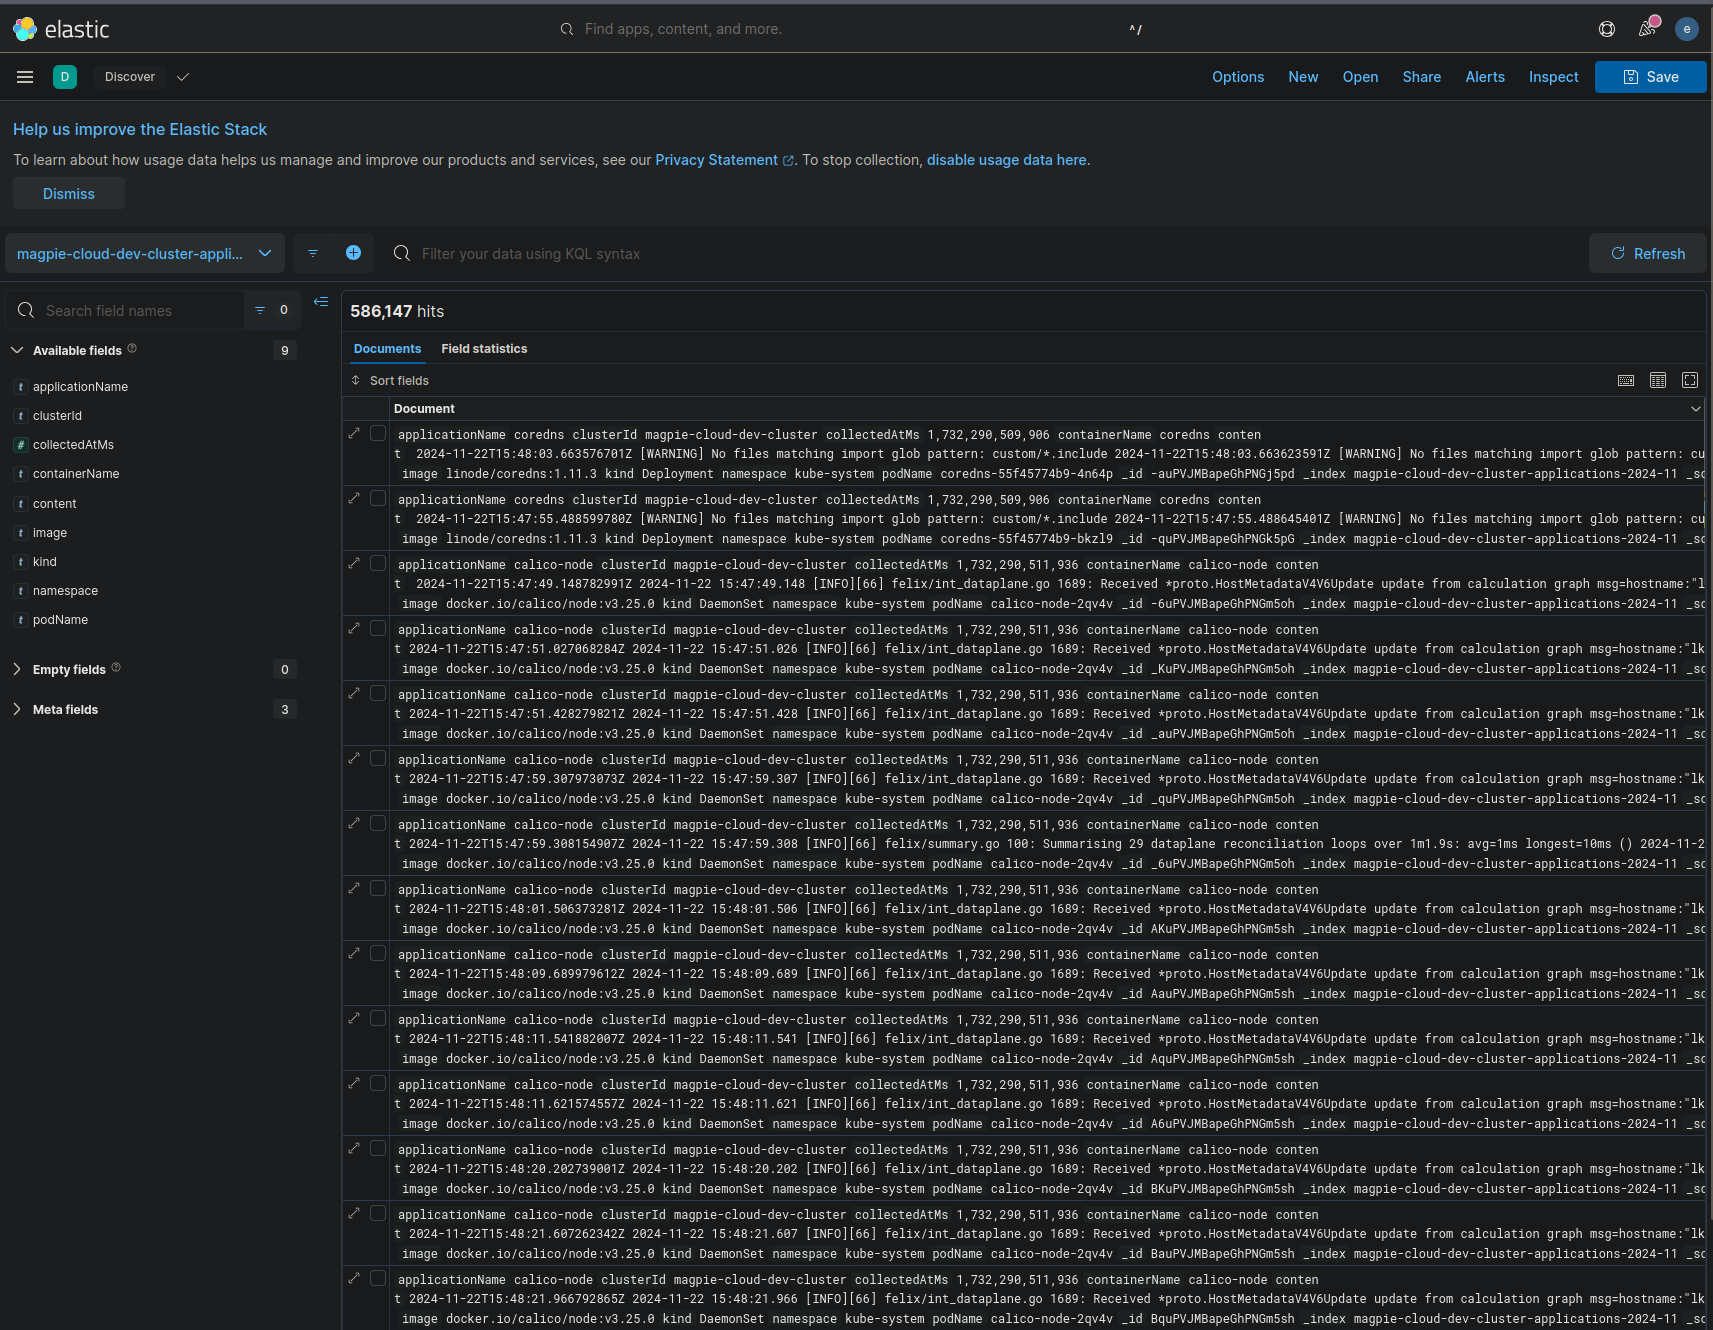 elastic
Find apps, content, and more.
^/
e
D
Discover
Options
New
Open
Share
Alerts
Inspect
Save
Help us improve the Elastic Stack
To learn about how usage data helps us manage and improve our products and services, see our Privacy Statement. To stop collection, disable usage data here.
Dismiss
magpie-cloud-dev-cluster-appli...
Filter your data using KQL syntax
Refresh
Search field names
0
Available fields
9
t applicationName
t clusterId
# collectedAtMs
t containerName
t content
t image
t kind
t namespace
t podName
Empty fields
0
Meta fields
3
586,147 hits
Documents
Field statistics
Sort fields
Document
applicationName coredns clusterId magpie-cloud-dev-cluster collectedAtMs 1,732,290,509,906 containerName coredns conten
t 2024-11-22T15:48:03.663576701Z [WARNING] No files matching import glob pattern: custom/*.include 2024-11-22T15:48:03.663623591Z [WARNING] No files matching import glob pattern: cu
image linode/coredns:1.11.3 kind Deployment namespace kube-system podName coredns-55f45774b9-4n64p _id -auPVJMBapeGhPNGj5pd _index magpie-cloud-dev-cluster-applications-2024-11 _sc
applicationName coredns clusterId magpie-cloud-dev-cluster collectedAtMs 1,732,290,509,906 containerName coredns conten
t 2024-11-22T15:47:55.488599780Z [WARNING] No files matching import glob pattern: custom/*.include 2024-11-22T15:47:55.488645401Z [WARNING] No files matching import glob pattern: cu
image linode/coredns:1.11.3 kind Deployment namespace kube-system podName coredns-55f45774b9-bkzl9 _id -quPVJMBapeGhPNGk5pG _index magpie-cloud-dev-cluster-applications-2024-11 _sc
applicationName calico-node clusterId magpie-cloud-dev-cluster collectedAtMs 1,732,290,511,936 containerName calico-node conten
t 2024-11-22T15:47:49.148782991Z 2024-11-22 15:47:49.148 [INFO][66] felix/int_dataplane.go 1689: Received *proto.HostMetadataV4V6Update update from calculation graph msg=hostname:"l
image docker.io/calico/node:v3.25.0 kind DaemonSet namespace kube-system podName calico-node-2qv4v _id -6uPVJMBapeGhPNGm5oh _index magpie-cloud-dev-cluster-applications-2024-11 _sc
applicationName calico-node clusterId magpie-cloud-dev-cluster collectedAtMs 1,732,290,511,936 containerName calico-node conten
t 2024-11-22T15:47:51.027068284Z 2024-11-22 15:47:51.026 [INFO][66] felix/int_dataplane.go 1689: Received *proto.HostMetadataV4V6Update update from calculation graph msg=hostname:"lk
image docker.io/calico/node:v3.25.0 kind DaemonSet namespace kube-system podName calico-node-2qv4v _id _KuPVJMBapeGhPNGm5oh _index magpie-cloud-dev-cluster-applications-2024-11 _sc
applicationName calico-node clusterId magpie-cloud-dev-cluster collectedAtMs 1,732,290,511,936 containerName calico-node conten
t 2024-11-22T15:47:51.428279821Z 2024-11-22 15:47:51.428 [INFO][66] felix/int_dataplane.go 1689: Received *proto.HostMetadataV4V6Update update from calculation graph msg=hostname:"lk
image docker.io/calico/node:v3.25.0 kind DaemonSet namespace kube-system podName calico-node-2qv4v _id _auPVJMBapeGhPNGm5oh _index magpie-cloud-dev-cluster-applications-2024-11 _sc
applicationName calico-node clusterId magpie-cloud-dev-cluster collectedAtMs 1,732,290,511,936 containerName calico-node conten
t 2024-11-22T15:47:59.307973073Z 2024-11-22 15:47:59.307 [INFO][66] felix/int_dataplane.go 1689: Received *proto.HostMetadataV4V6Update update from calculation graph msg=hostname:"lk
image docker.io/calico/node:v3.25.0 kind DaemonSet namespace kube-system podName calico-node-2qv4v _id _quPVJMBapeGhPNGm5oh _index magpie-cloud-dev-cluster-applications-2024-11 _sc
applicationName calico-node clusterId magpie-cloud-dev-cluster collectedAtMs 1,732,290,511,936 containerName calico-node conten
t 2024-11-22T15:47:59.308154907Z 2024-11-22 15:47:59.308 [INFO][66] felix/summary.go 100: Summarising 29 dataplane reconciliation loops over 1m1.9s: avg=1ms longest=10ms () 2024-11-2
image docker.io/calico/node:v3.25.0 kind DaemonSet namespace kube-system podName calico-node-2qv4v _id _6uPVJMBapeGhPNGm5oh _index magpie-cloud-dev-cluster-applications-2024-11 _sc
applicationName calico-node clusterId magpie-cloud-dev-cluster collectedAtMs 1,732,290,511,936 containerName calico-node conten
t 2024-11-22T15:48:01.506373281Z 2024-11-22 15:48:01.506 [INFO][66] felix/int_dataplane.go 1689: Received *proto.HostMetadataV4V6Update update from calculation graph msg=hostname:"lk
image docker.io/calico/node:v3.25.0 kind DaemonSet namespace kube-system podName calico-node-2qv4v _id AKuPVJMBapeGhPNGm5sh _index magpie-cloud-dev-cluster-applications-2024-11 _sc
applicationName calico-node clusterId magpie-cloud-dev-cluster collectedAtMs 1,732,290,511,936 containerName calico-node conten
t 2024-11-22T15:48:09.689979612Z 2024-11-22 15:48:09.689 [INFO][66] felix/int_dataplane.go 1689: Received *proto.HostMetadataV4V6Update update from calculation graph msg=hostname:"lk
image docker.io/calico/node:v3.25.0 kind DaemonSet namespace kube-system podName calico-node-2qv4v _id AauPVJMBapeGhPNGm5sh _index magpie-cloud-dev-cluster-applications-2024-11 _sc
applicationName calico-node clusterId magpie-cloud-dev-cluster collectedAtMs 1,732,290,511,936 containerName calico-node conten
t 2024-11-22T15:48:11.541882007Z 2024-11-22 15:48:11.541 [INFO][66] felix/int_dataplane.go 1689: Received *proto.HostMetadataV4V6Update update from calculation graph msg=hostname:"lk
image docker.io/calico/node:v3.25.0 kind DaemonSet namespace kube-system podName calico-node-2qv4v _id AquPVJMBapeGhPNGm5sh _index magpie-cloud-dev-cluster-applications-2024-11 _sc
applicationName calico-node clusterId magpie-cloud-dev-cluster collectedAtMs 1,732,290,511,936 containerName calico-node conten
t 2024-11-22T15:48:11.621574557Z 2024-11-22 15:48:11.621 [INFO][66] felix/int_dataplane.go 1689: Received *proto.HostMetadataV4V6Update update from calculation graph msg=hostname:"lk
image docker.io/calico/node:v3.25.0 kind DaemonSet namespace kube-system podName calico-node-2qv4v _id A6uPVJMBapeGhPNGm5sh _index magpie-cloud-dev-cluster-applications-2024-11 _sc
applicationName calico-node clusterId magpie-cloud-dev-cluster collectedAtMs 1,732,290,511,936 containerName calico-node conten
t 2024-11-22T15:48:20.202739001Z 2024-11-22 15:48:20.202 [INFO][66] felix/int_dataplane.go 1689: Received *proto.HostMetadataV4V6Update update from calculation graph msg=hostname:"lk
image docker.io/calico/node:v3.25.0 kind DaemonSet namespace kube-system podName calico-node-2qv4v _id BKuPVJMBapeGhPNGm5sh _index magpie-cloud-dev-cluster-applications-2024-11 _sc
applicationName calico-node clusterId magpie-cloud-dev-cluster collectedAtMs 1,732,290,511,936 containerName calico-node conten
t 2024-11-22T15:48:21.607262342Z 2024-11-22 15:48:21.607 [INFO][66] felix/int_dataplane.go 1689: Received *proto.HostMetadataV4V6Update update from calculation graph msg=hostname:"lk
image docker.io/calico/node:v3.25.0 kind DaemonSet namespace kube-system podName calico-node-2qv4v _id BauPVJMBapeGhPNGm5sh _index magpie-cloud-dev-cluster-applications-2024-11 _sc
applicationName calico-node clusterId magpie-cloud-dev-cluster collectedAtMs 1,732,290,511,936 containerName calico-node conten
t 2024-11-22T15:48:21.966792865Z 2024-11-22 15:48:21.966 [INFO][66] felix/int_dataplane.go 1689: Received *proto.HostMetadataV4V6Update update from calculation graph msg=hostname:"lk
image docker.io/calico/node:v3.25.0 kind DaemonSet namespace kube-system podName calico-node-2qv4v _id BquPVJMBapeGhPNGm5sh _index magpie-cloud-dev-cluster-applications-2024-11 _sc